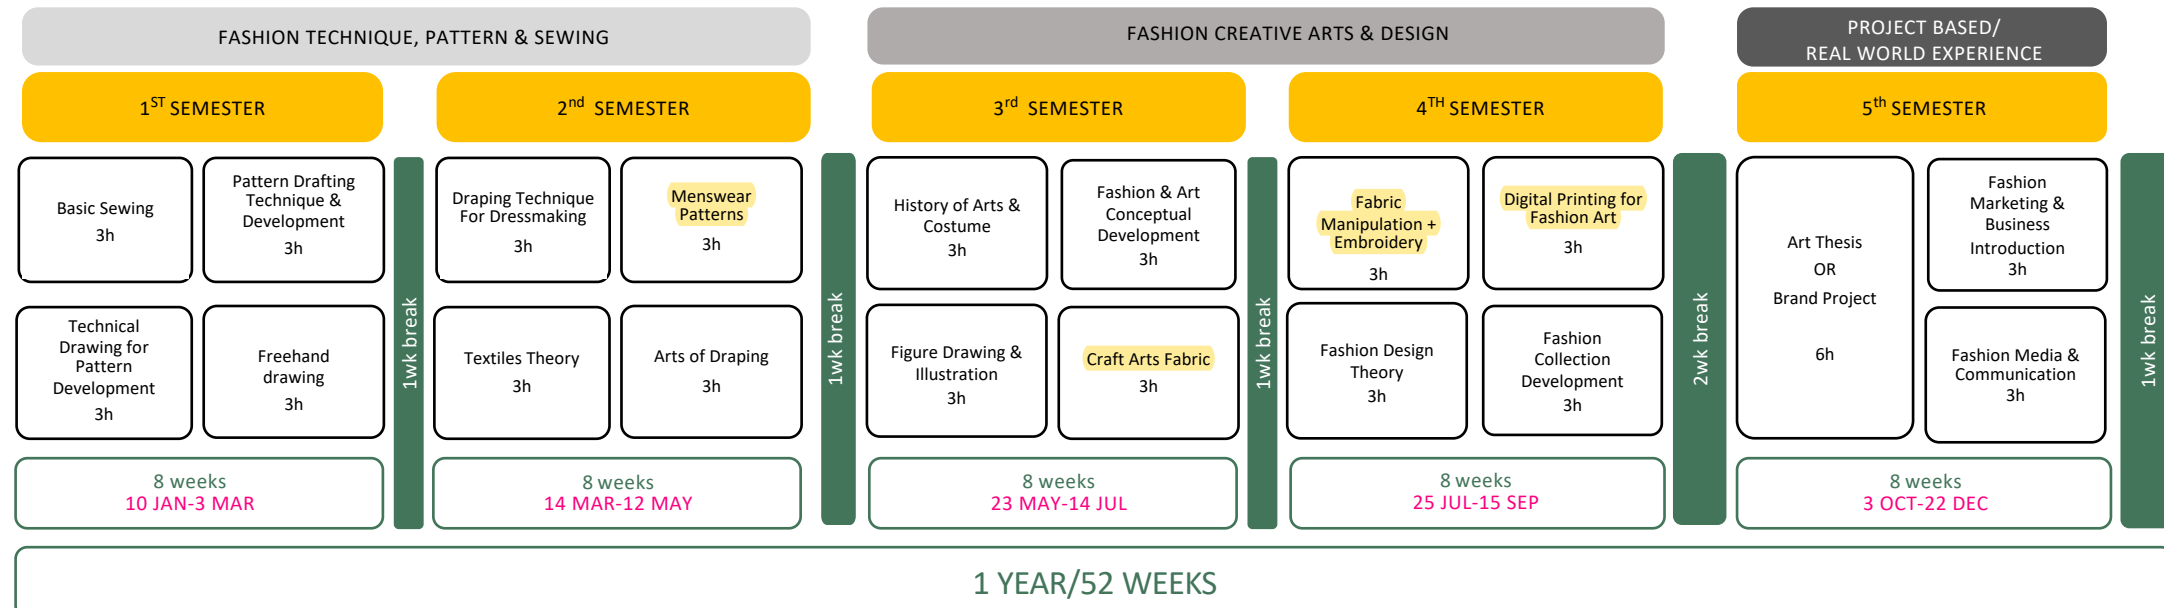 FASHION TECHNIQUE, PATTERN & SEWING
FASHION CREATIVE ARTS & DESIGN
PROJECT BASED/
REAL WORLD EXPERIENCE
1ST SEMESTER
2nd SEMESTER
3rd SEMESTER
4TH SEMESTER
5th SEMESTER
Basic Sewing
3h
Pattern Drafting
Technique &
Development
3h
Technical
Drawing for
Pattern
Development
3h
Freehand
drawing
3h
1wk break
Draping Technique
For Dressmaking
3h
Menswear
Patterns
3h
Textiles Theory
3h
Arts of Draping
3h
1wk break
History of Arts &
Costume
3h
Fashion & Art
Conceptual
Development
3h
Figure Drawing &
Illustration
3h
Craft Arts Fabric
3h
1wk break
Fabric
Manipulation +
Embroidery
3h
Digital Printing for
Fashion Art
3h
Fashion Design
Theory
3h
Fashion
Collection
Development
3h
2wk break
Art Thesis
OR
Brand Project
6h
Fashion
Marketing &
Business
Introduction
3h
Fashion Media &
Communication
3h
1wk break
8 weeks
10 JAN-3 MAR
8 weeks
14 MAR-12 MAY
8 weeks
23 MAY-14 JUL
8 weeks
25 JUL-15 SEP
8 weeks
3 OCT-22 DEC
1 YEAR/52 WEEKS